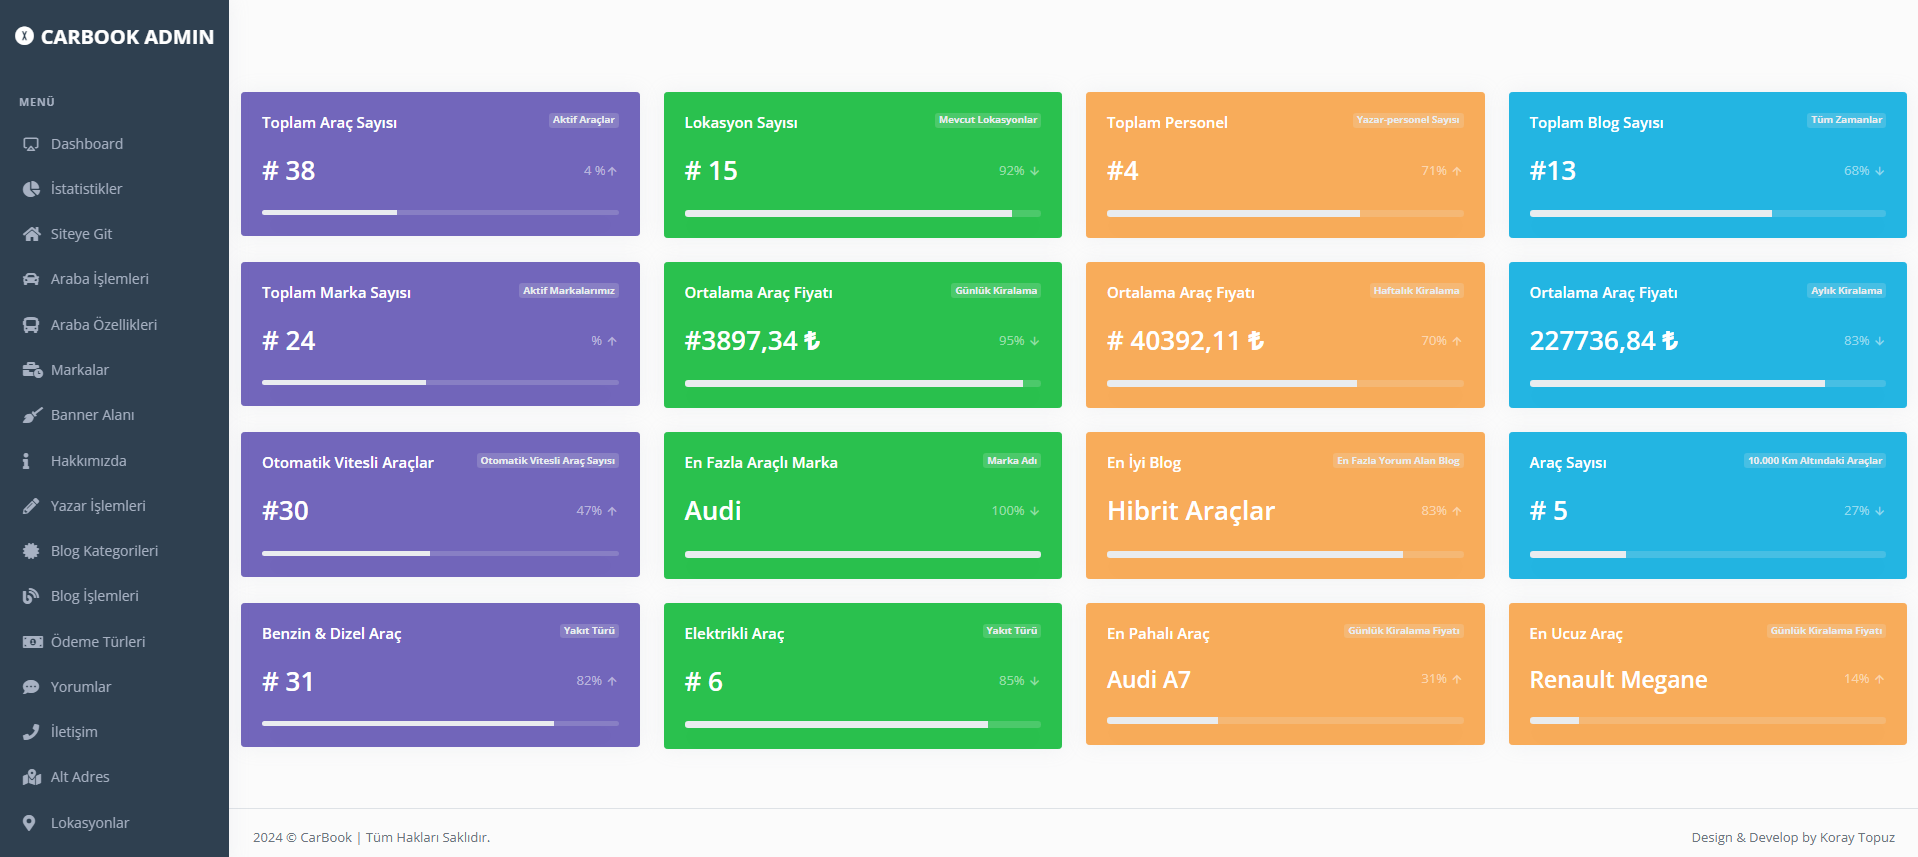 CARBOOK ADMIN
MENÜ
Dashboard
İstatistikler
Siteye Git
Araba İşlemleri
Araba Özellikleri
Markalar
Banner Alanı
Hakkımızda
Yazar İşlemleri
Blog Kategorileri
Blog İşlemleri
Ödeme Türleri
Yorumlar
İletişim
Alt Adres
Lokasyonlar
Toplam Araç Sayısı Aktif Araçlar
# 38 4 %
Lokasyon Sayısı Mevcut Lokasyonlar
# 15 92%
Toplam Personel Yazar-personel Sayısı
#4 71%
Toplam Blog Sayısı Tüm Zamanlar
#13 68%
Toplam Marka Sayısı Aktif Markalarımız
# 24 %
Ortalama Araç Fiyatı Günlük Kiralama
#3897,34 ₺ 95%
Ortalama Araç Fıyatı Haftalık Kiralama
# 40392,11 ₺ 70%
Ortalama Araç Fiyatı Aylık Kiralama
227736,84 ₺ 83%
Otomatik Vitesli Araçlar Otomatik Vitesli Araç Sayısı
#30 47%
En Fazla Araçlı Marka Marka Adı
Audi 100%
En İyi Blog En Fazla Yorum Alan Blog
Hibrit Araçlar 83%
Araç Sayısı 10.000 Km Altındaki Araçlar
# 5 27%
Benzin & Dizel Araç Yakıt Türü
# 31 82%
Elektrikli Araç Yakıt Türü
# 6 85%
En Pahalı Araç Günlük Kiralama Fiyatı
Audi A7 31%
En Ucuz Araç Günlük Kiralama Fiyatı
Renault Megane 14%
2024 © CarBook | Tüm Hakları Saklıdır.
Design & Develop by Koray Topuz